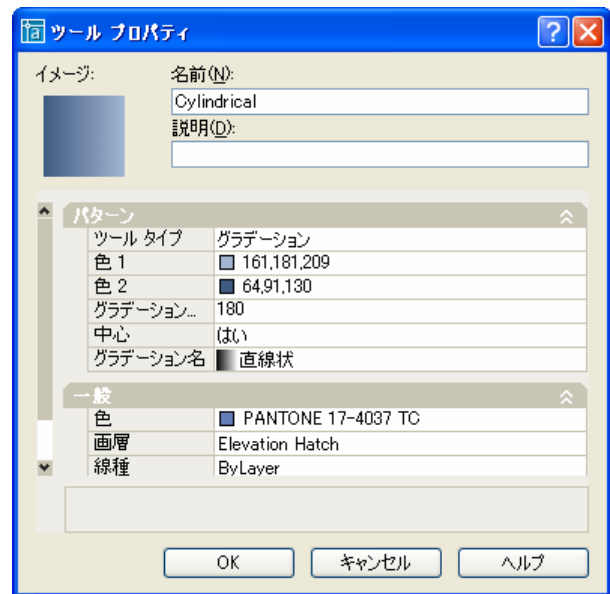 ツール プロパティ
イメージ:
名前(N):
Cylindrical
説明(D):
パターン
ツール タイプ グラデーション
色 1 161,181,209
色 2 64,91,130
グラデーション... 180
中心 はい
グラデーション名 直線状
一般
色 PANTONE 17-4037 TC
画層 Elevation Hatch
線種 ByLayer
OK キャンセル ヘルプ